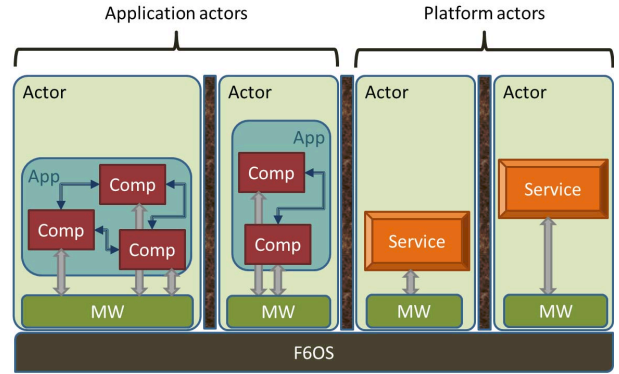 Application actors
Platform actors
Actor
Actor
Actor
Actor
App
Comp
Comp
Comp
App
Comp
Comp
Service
Service
MW
MW
MW
MW
F6OS